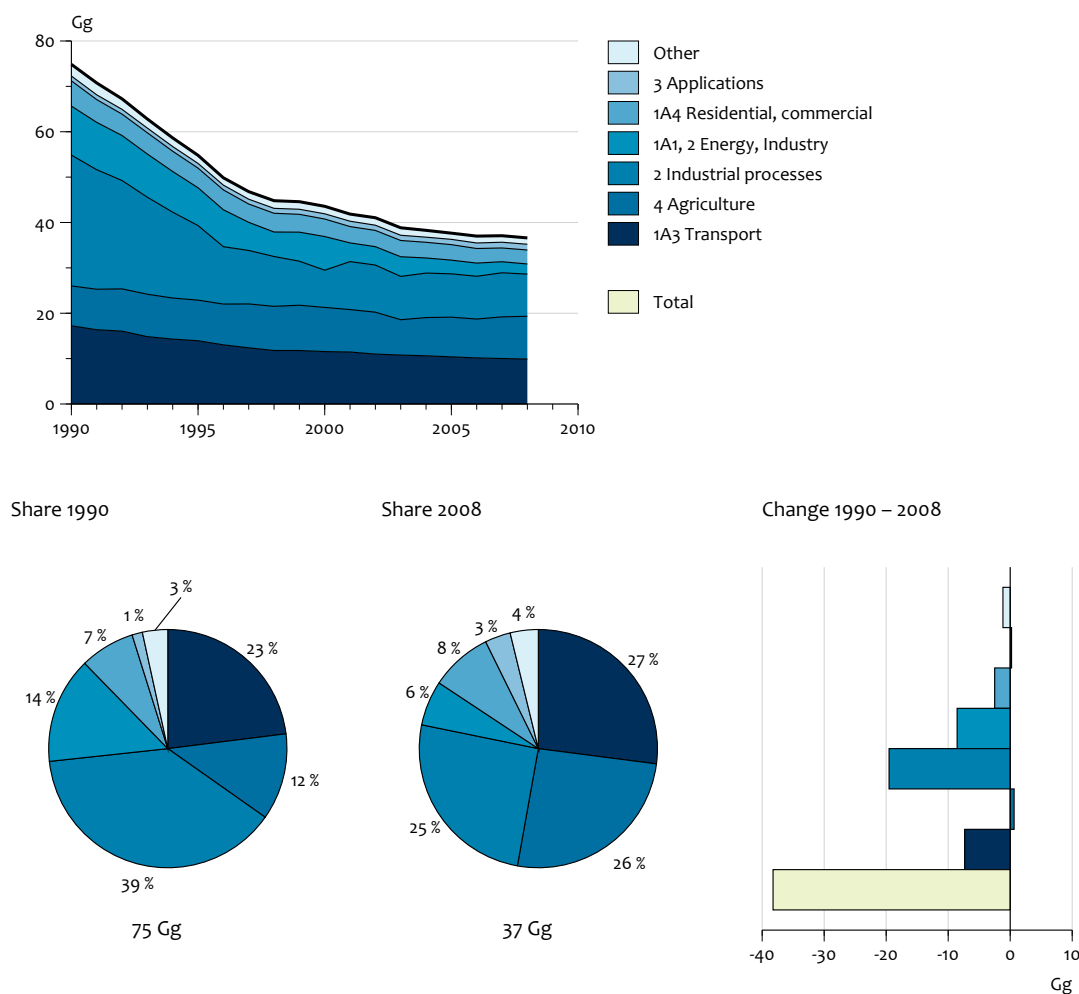 Gg
80
60
40
20
0
1990
1995
2000
2005
2010
Other
3 Applications
1A4 Residential, commercial
1A1, 2 Energy, Industry
2 Industrial processes
4 Agriculture
1A3 Transport
Total
Share 1990
3 %
1 %
7 %
23 %
14 %
12 %
39 %
75 Gg
Share 2008
4 %
3 %
8 %
27 %
6 %
25 %
26 %
37 Gg
Change 1990 – 2008
-40 -30 -20 -10 0 10
Gg